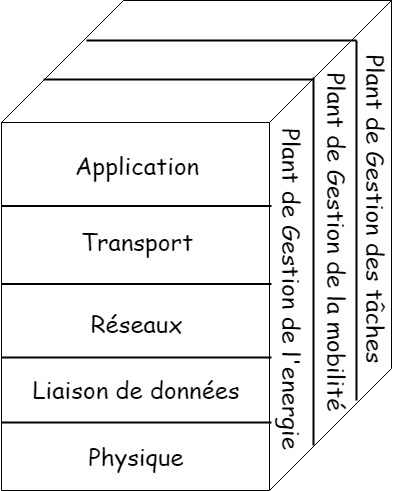 Application
Transport
Réseaux
Liaison de données
Physique
Plant de Gestion de l'energie
Plant de Gestion de la mobilité
Plant de Gestion des tâches